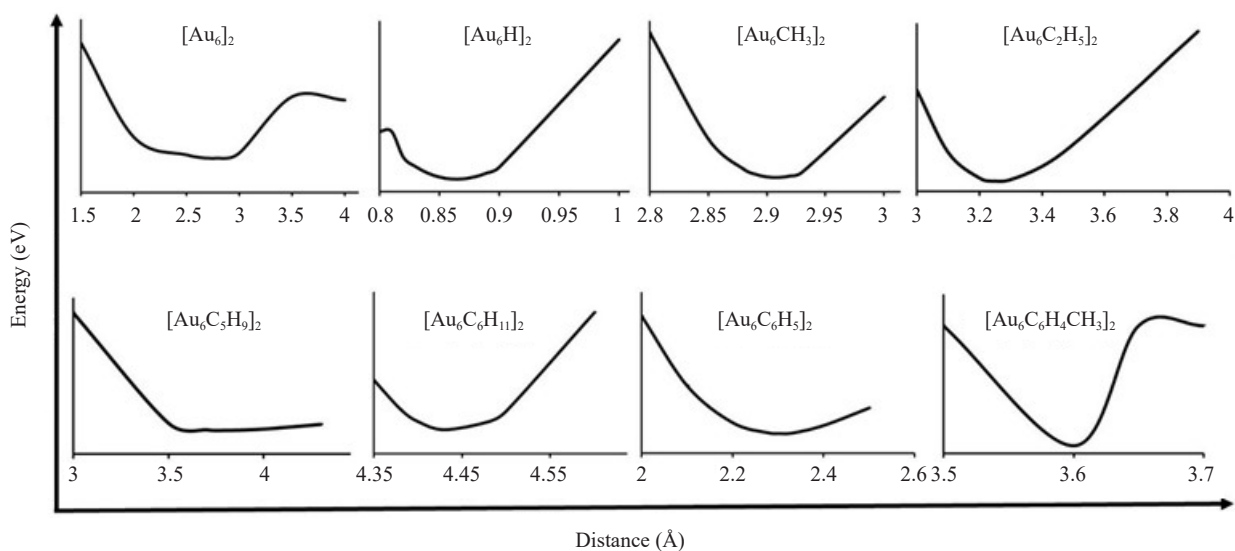 [Au₆]₂
[Au₆H]₂
[Au₆CH₃]₂
[Au₆C₂H₅]₂
1.5 2 2.5 3 3.5 4
0.8 0.85 0.9 0.95 1
2.8 2.85 2.9 2.95 3
3 3.2 3.4 3.6 3.8 4
Energy (eV)
[Au₆C₅H₉]₂
[Au₆C₆H₁₁]₂
[Au₆C₆H₅]₂
[Au₆C₆H₄CH₃]₂
3 3.5 4
4.35 4.45 4.55
2 2.2 2.4 2.6
3.5 3.6 3.7
Distance (Å)